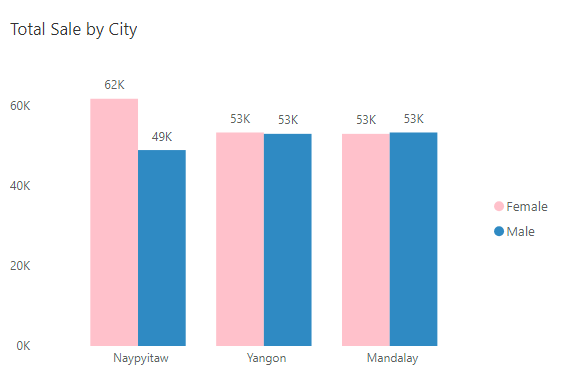 Total Sale by City
62K
49K
53K
53K
53K
53K
60K
40K
20K
0K
Naypyitaw
Yangon
Mandalay
Female
Male